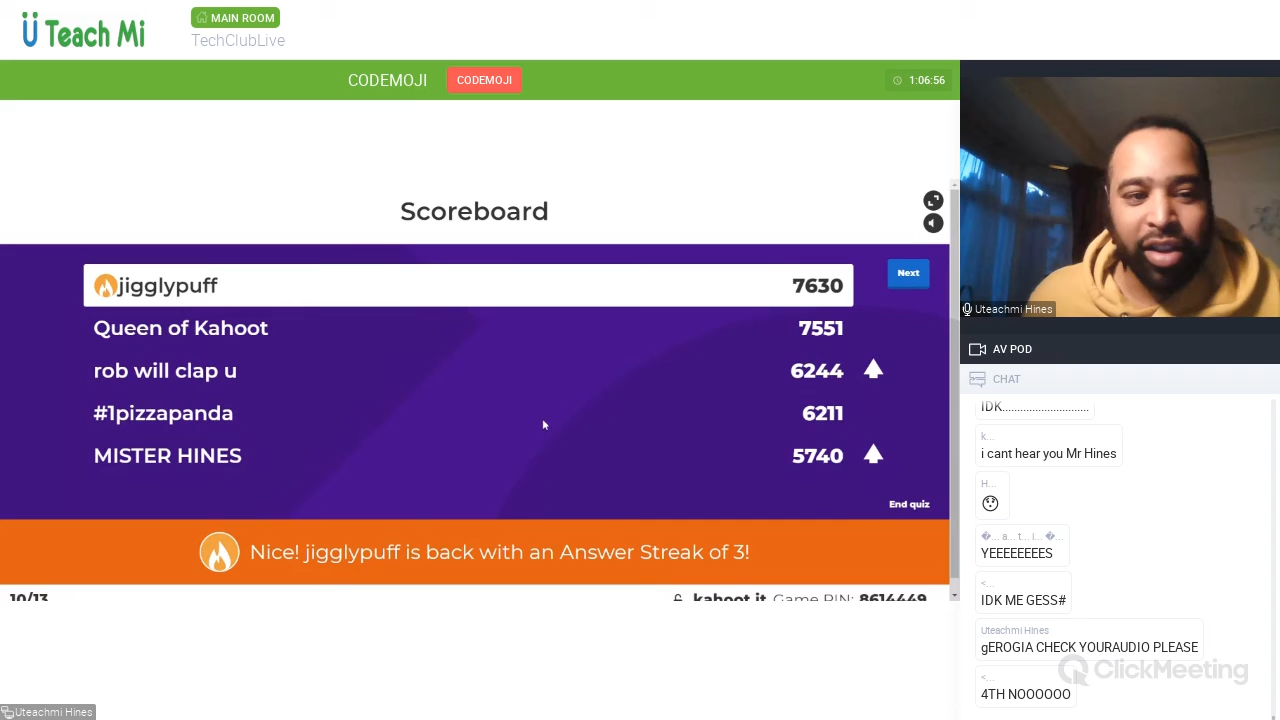 Ü Teach Mi
MAIN ROOM
TechClubLive
CODEMOJI
CODEMOJI
1:06:56
Scoreboard
jigglypuff 7630
Next
Queen of Kahoot 7551
rob will clap u 6244
#1pizzapanda 6211
MISTER HINES 5740
End quiz
Nice! jigglypuff is back with an Answer Streak of 3!
10/13
kahoot.it Game PIN: 8614449
Uteachmi Hines
Uteachmi Hines
AV POD
CHAT
IDK.............................
k...
i cant hear you Mr Hines
H...
�... a... t... i... �...
YEEEEEEES
<...
IDK ME GESS#
Uteachmi Hines
gEROGIA CHECK YOURAUDIO PLEASE
<...
4TH NOOOOOO
ClickMeeting